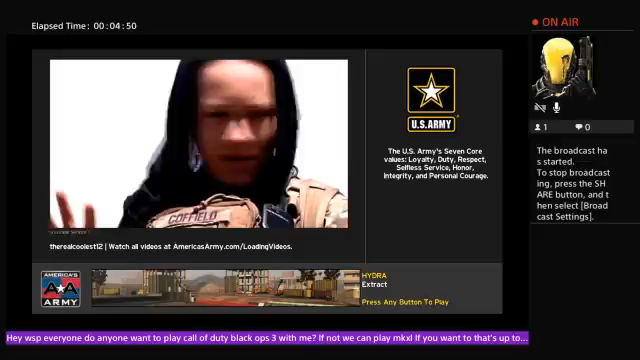 Elapsed Time: 00:04:50
ON AIR
U.S.ARMY
The U.S. Army's Seven Core
values: Loyalty, Duty, Respect,
Selfless Service, Honor,
Integrity, and Personal Courage.
COFFIELD
therealcoolest12 | Watch all videos at AmericasArmy.com/LoadingVideos.
AMERICA'S
AA
ARMY
HYDRA
Extract
Press Any Button To Play
1
0
The broadcast ha
s started.
To stop broadcast
ing, press the SH
ARE button, and t
hen select [Broad
cast Settings].
Hey wsp everyone do anyone want to play call of duty black ops 3 with me? If not we can play mkxl If you want to that's up to...